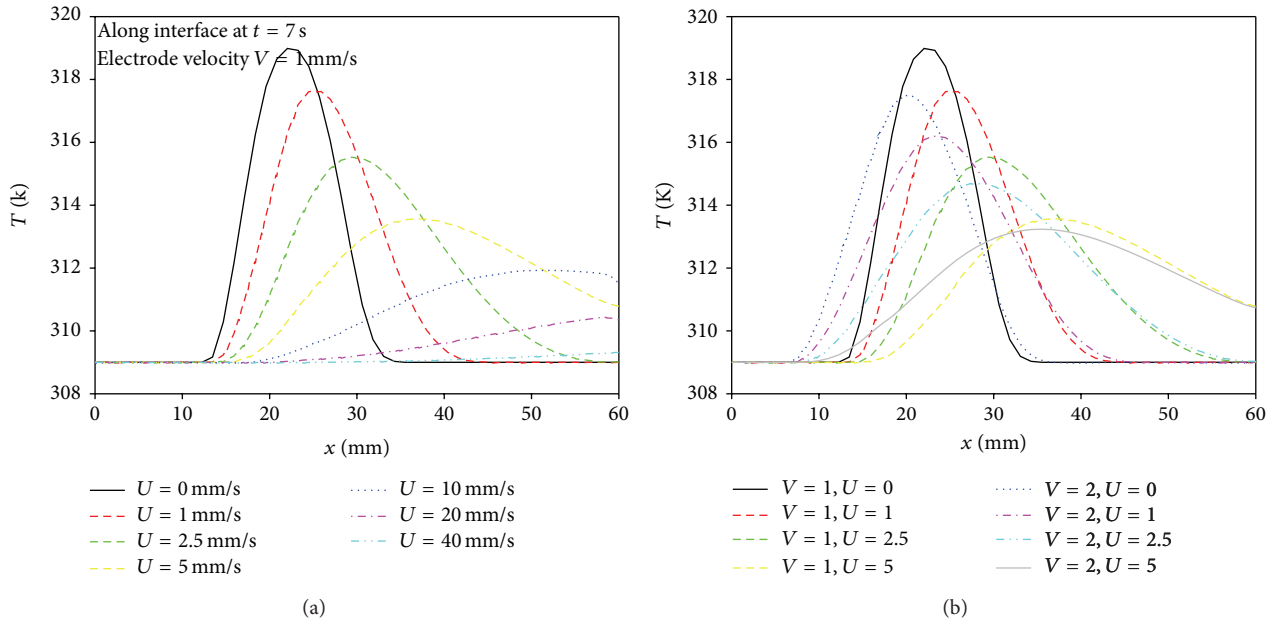 Along interface at t = 7 s
Electrode velocity V = 1 mm/s
320
318
316
314
312
310
308
T (k)
0 10 20 30 40 50 60
x (mm)
U = 0 mm/s
U = 1 mm/s
U = 2.5 mm/s
U = 5 mm/s
U = 10 mm/s
U = 20 mm/s
U = 40 mm/s
(a)
320
318
316
314
312
310
308
T (K)
0 10 20 30 40 50 60
x (mm)
V = 1, U = 0
V = 1, U = 1
V = 1, U = 2.5
V = 1, U = 5
V = 2, U = 0
V = 2, U = 1
V = 2, U = 2.5
V = 2, U = 5
(b)